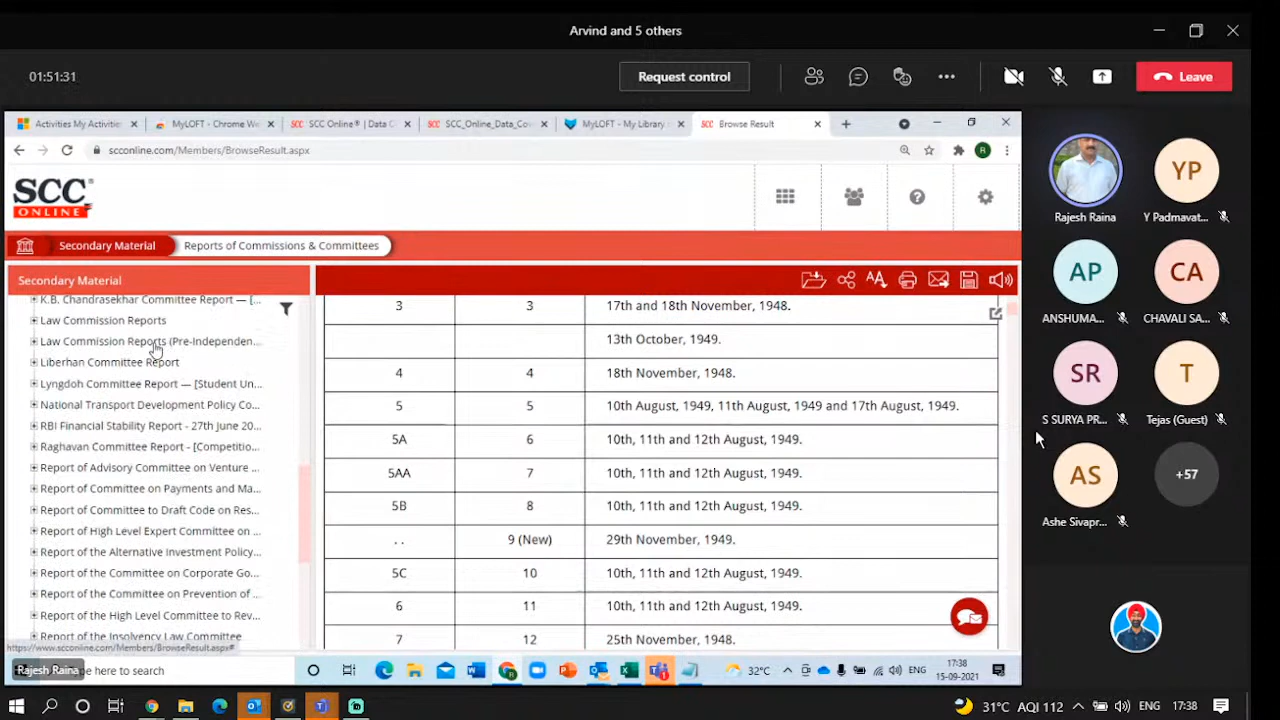 Arvind and 5 others
01:51:31
Request control
Leave
Activities My Activitie
MyLOFT - Chrome We
SCC Online® | Data C
SCC_Online_Data_Cov
MyLOFT - My Library
Browse Result
scconline.com/Members/BrowseResult.aspx
R
SCC®
ONLINE
Secondary Material
Reports of Commissions & Committees
Secondary Material
K.B. Chandrasekhar Committee Report — [...
Law Commission Reports
Law Commission Reports (Pre-Independen...
Liberhan Committee Report
Lyngdoh Committee Report — [Student Un...
National Transport Development Policy Co...
RBI Financial Stability Report - 27th June 20...
Raghavan Committee Report - [Competitio...
Report of Advisory Committee on Venture ...
Report of Committee on Payments and Ma...
Report of Committee to Draft Code on Res...
Report of High Level Expert Committee on ...
Report of the Alternative Investment Policy...
Report of the Committee on Corporate Go...
Report of the Committee on Prevention of ...
Report of the High Level Committee to Rev...
Report of the Insolvency Law Committee
https://www.scconline.com/Members/BrowseResult.aspx#
3 3 17th and 18th November, 1948.
13th October, 1949.
4 4 18th November, 1948.
5 5 10th August, 1949, 11th August, 1949 and 17th August, 1949.
5A 6 10th, 11th and 12th August, 1949.
5AA 7 10th, 11th and 12th August, 1949.
5B 8 10th, 11th and 12th August, 1949.
. . 9 (New) 29th November, 1949.
5C 10 10th, 11th and 12th August, 1949.
6 11 10th, 11th and 12th August, 1949.
7 12 25th November, 1948.
Rajesh Raina
YP
Y Padmavat...
AP
ANSHUMA...
CA
CHAVALI SA...
SR
S SURYA PR...
T
Tejas (Guest)
AS
Ashe Sivapr...
+57
Rajesh Raina
pe here to search
32°C
ENG
17:38
15-09-2021
31°C AQI 112
ENG
17:38